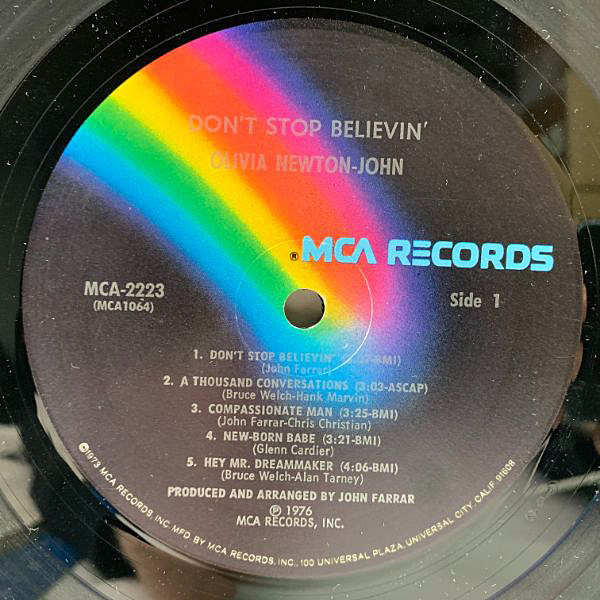 DON'T STOP BELIEVIN'
OLIVIA NEWTON-JOHN
® MCA RECORDS
MCA-2223
(MCA1064)
Side 1
1. DON'T STOP BELIEVIN' (3:37-BMI)
(John Farrar)
2. A THOUSAND CONVERSATIONS (3:03-ASCAP)
(Bruce Welch-Hank Marvin)
3. COMPASSIONATE MAN (3:25-BMI)
(John Farrar-Chris Christian)
4. NEW-BORN BABE (3:21-BMI)
(Glenn Cardier)
5. HEY MR. DREAMMAKER (4:06-BMI)
(Bruce Welch-Alan Tarney)
PRODUCED AND ARRANGED BY JOHN FARRAR
℗ 1976
MCA RECORDS, INC.
©1973 MCA RECORDS, INC. MFD BY MCA RECORDS, INC., 100 UNIVERSAL PLAZA, UNIVERSAL CITY, CALIF. 91608